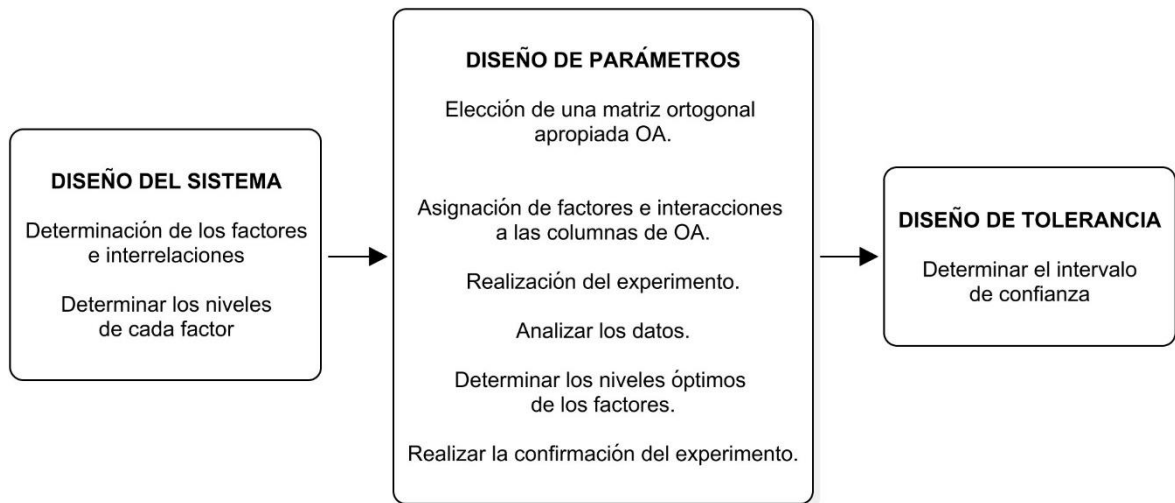 DISEÑO DEL SISTEMA
Determinación de los factores
e interrelaciones
Determinar los niveles
de cada factor
DISEÑO DE PARÁMETROS
Elección de una matriz ortogonal
apropiada OA.
Asignación de factores e interacciones
a las columnas de OA.
Realización del experimento.
Analizar los datos.
Determinar los niveles óptimos
de los factores.
Realizar la confirmación del experimento.
DISEÑO DE TOLERANCIA
Determinar el intervalo
de confianza